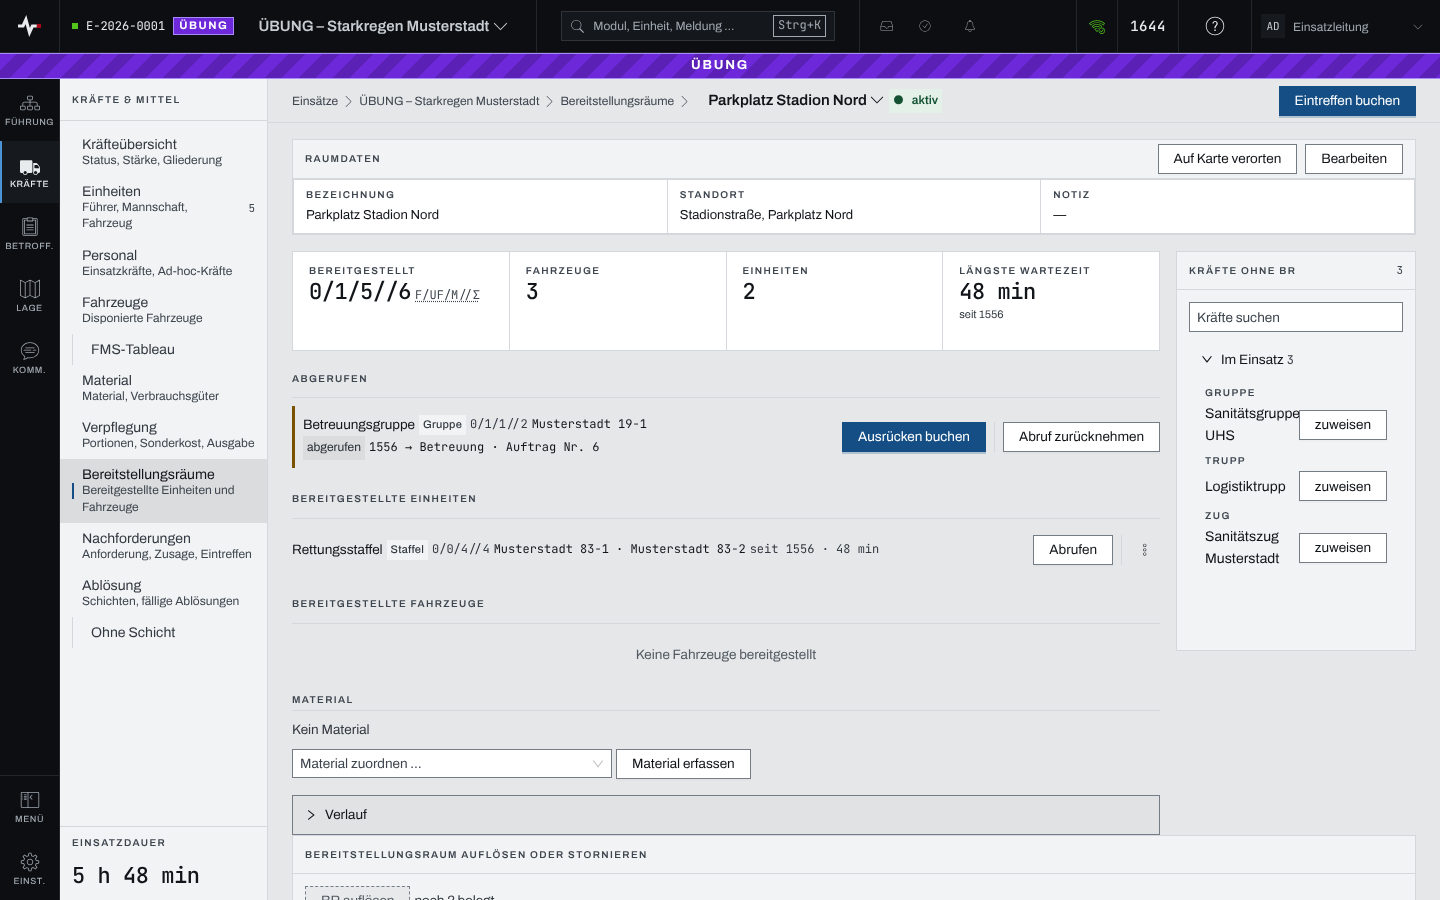 E-2026-0001 ÜBUNG ÜBUNG – Starkregen Musterstadt Modul, Einheit, Meldung ... Strg+K 1644 AD Einsatzleitung
ÜBUNG
FÜHRUNG
KRÄFTE
BETROFF.
LAGE
KOMM.
MENÜ
EINST.
KRÄFTE & MITTEL
Kräfteübersicht
Status, Stärke, Gliederung
Einheiten
Führer, Mannschaft,
Fahrzeug
5
Personal
Einsatzkräfte, Ad-hoc-Kräfte
Fahrzeuge
Disponierte Fahrzeuge
FMS-Tableau
Material
Material, Verbrauchsgüter
Verpflegung
Portionen, Sonderkost, Ausgabe
Bereitstellungsräume
Bereitgestellte Einheiten und
Fahrzeuge
Nachforderungen
Anforderung, Zusage, Eintreffen
Ablösung
Schichten, fällige Ablösungen
Ohne Schicht
EINSATZDAUER
5 h 48 min
Einsätze ÜBUNG – Starkregen Musterstadt Bereitstellungsräume Parkplatz Stadion Nord aktiv Eintreffen buchen
RAUMDATEN Auf Karte verorten Bearbeiten
BEZEICHNUNG
Parkplatz Stadion Nord
STANDORT
Stadionstraße, Parkplatz Nord
NOTIZ
—
BEREITGESTELLT
0/1/5//6 F/UF/M//Σ
FAHRZEUGE
3
EINHEITEN
2
LÄNGSTE WARTEZEIT
48 min
seit 1556
ABGERUFEN
Betreuungsgruppe Gruppe 0/1/1//2 Musterstadt 19-1
abgerufen 1556 → Betreuung · Auftrag Nr. 6
Ausrücken buchen Abruf zurücknehmen
BEREITGESTELLTE EINHEITEN
Rettungsstaffel Staffel 0/0/4//4 Musterstadt 83-1 · Musterstadt 83-2 seit 1556 · 48 min Abrufen
BEREITGESTELLTE FAHRZEUGE
Keine Fahrzeuge bereitgestellt
MATERIAL
Kein Material
Material zuordnen ... Material erfassen
Verlauf
BEREITSTELLUNGSRAUM AUFLÖSEN ODER STORNIEREN
BR auflösen noch 2 belegt
KRÄFTE OHNE BR 3
Kräfte suchen
Im Einsatz 3
GRUPPE
Sanitätsgruppe
UHS
zuweisen
TRUPP
Logistiktrupp zuweisen
ZUG
Sanitätszug
Musterstadt
zuweisen